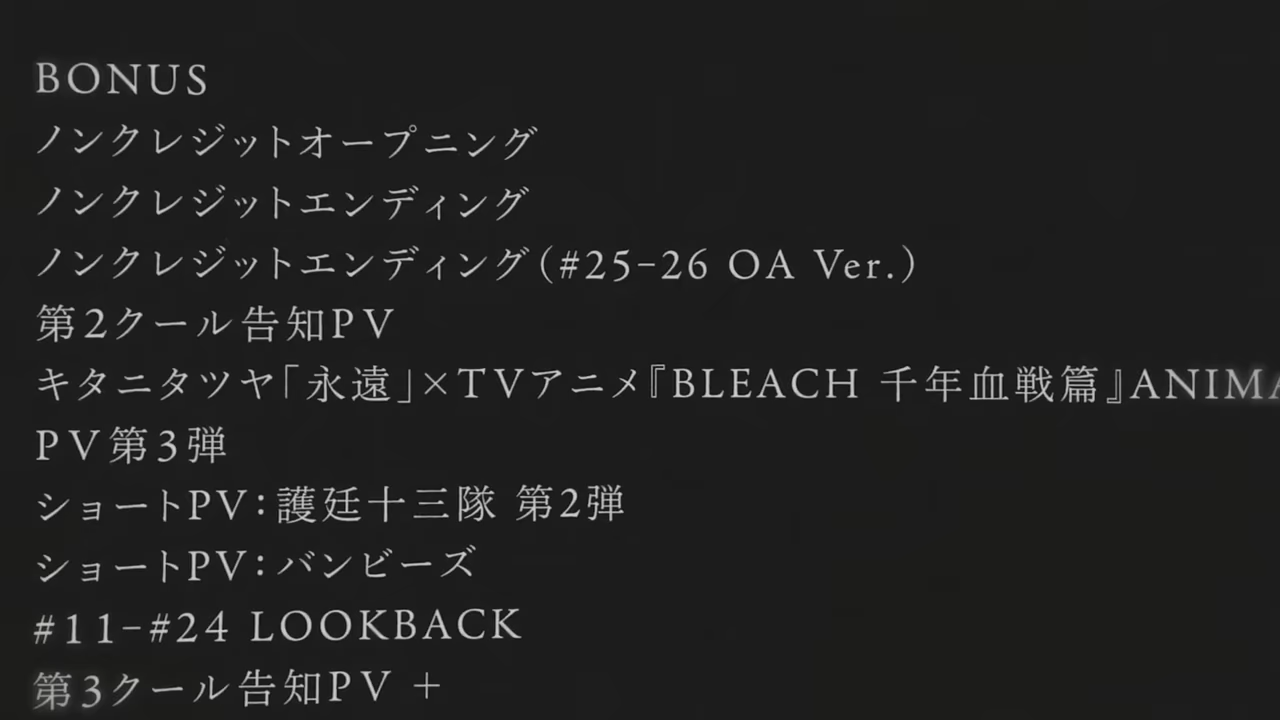 BONUS
ノンクレジットオープニング
ノンクレジットエンディング
ノンクレジットエンディング（#25-26 OA Ver.）
第2クール告知PV
キタニタツヤ「永遠」×TVアニメ『BLEACH 千年血戦篇』ANIMA
PV第3弾
ショートPV：護廷十三隊 第2弾
ショートPV：バンビーズ
#11-#24 LOOKBACK
第3クール告知PV +